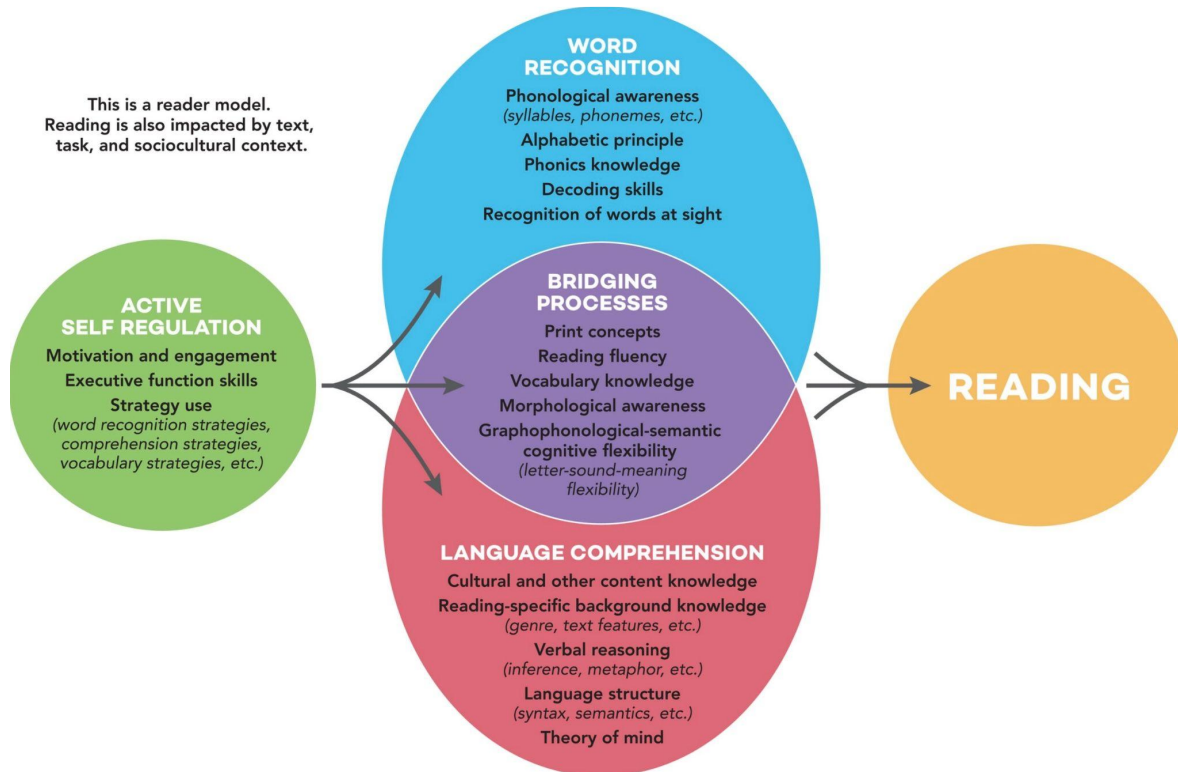 This is a reader model.
Reading is also impacted by text,
task, and sociocultural context.
ACTIVE
SELF REGULATION
Motivation and engagement
Executive function skills
Strategy use
(word recognition strategies,
comprehension strategies,
vocabulary strategies, etc.)
WORD
RECOGNITION
Phonological awareness
(syllables, phonemes, etc.)
Alphabetic principle
Phonics knowledge
Decoding skills
Recognition of words at sight
BRIDGING
PROCESSES
Print concepts
Reading fluency
Vocabulary knowledge
Morphological awareness
Graphophonological-semantic
cognitive flexibility
(letter-sound-meaning
flexibility)
LANGUAGE COMPREHENSION
Cultural and other content knowledge
Reading-specific background knowledge
(genre, text features, etc.)
Verbal reasoning
(inference, metaphor, etc.)
Language structure
(syntax, semantics, etc.)
Theory of mind
READING